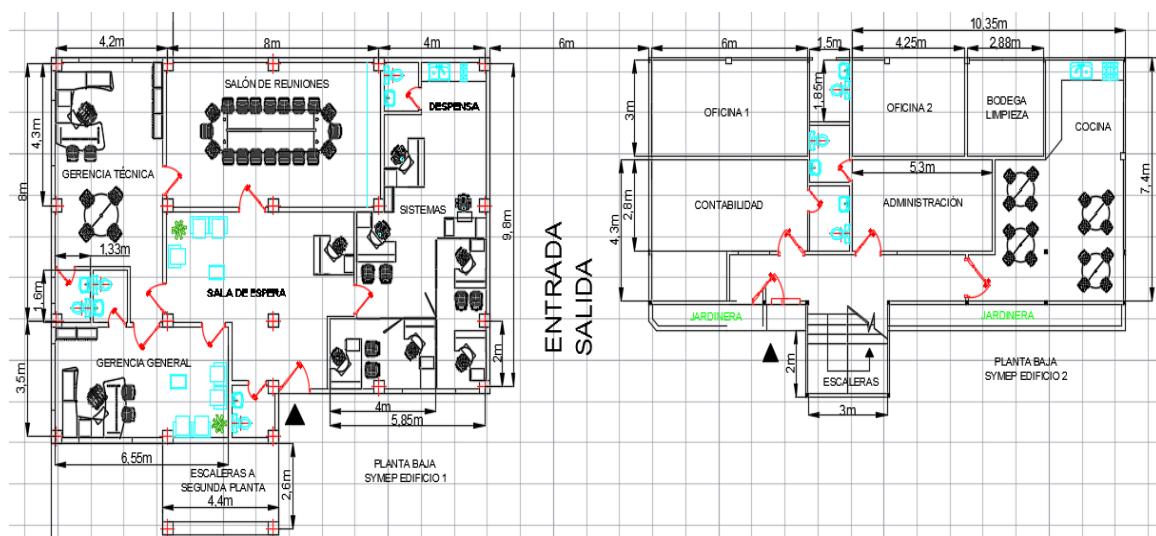 10,35m
4,2m
8m
4m
6m
6m
1,5m
4,25m
2,88m
SALÓN DE REUNIONES
DESPENSA
1,85m
OFICINA 1
OFICINA 2
BODEGA
LIMPIEZA
COCINA
3m
4,3m
8m
GERENCIA TÉCNICA
SISTEMAS
9,8m
7,4m
5,3m
2,8m
4,3m
CONTABILIDAD
ADMINISTRACIÓN
1,33m
1,6m
SALA DE ESPERA
ENTRADA
SALIDA
JARDINERA
JARDINERA
GERENCIA GENERAL
3,5m
2m
2m
ESCALERAS
PLANTA BAJA
SYMEP EDIFICIO 2
4m
5,85m
3m
6,55m
PLANTA BAJA
SYMEP EDIFICIO 1
ESCALERAS A
SEGUNDA PLANTA
4,4m
2,6m